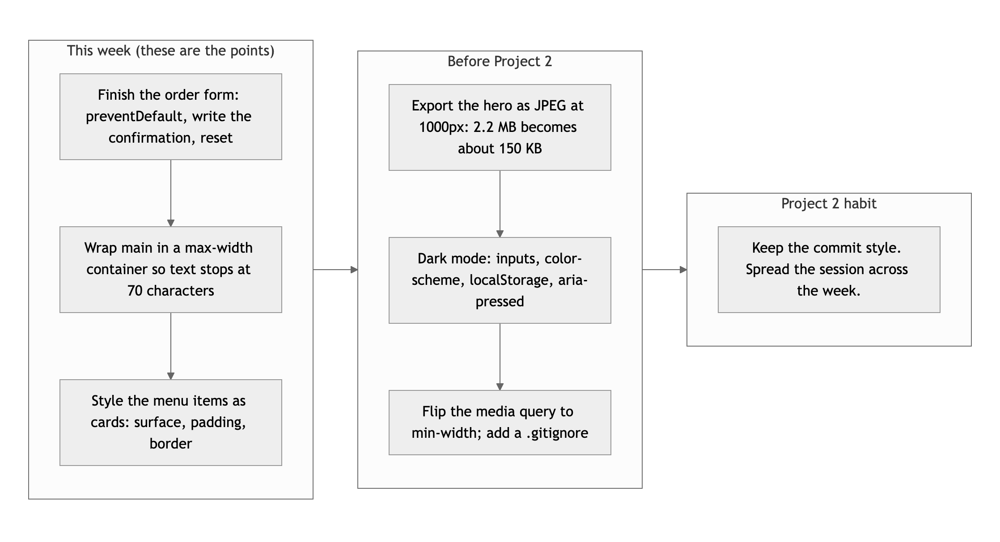 This week (these are the points)
Finish the order form:
preventDefault, write the
confirmation, reset
Wrap main in a max-width
container so text stops at
70 characters
Style the menu items as
cards: surface, padding,
border
Before Project 2
Export the hero as JPEG at
1000px: 2.2 MB becomes
about 150 KB
Dark mode: inputs, color-
scheme, localStorage, aria-
pressed
Flip the media query to
min-width; add a .gitignore
Project 2 habit
Keep the commit style.
Spread the session across
the week.